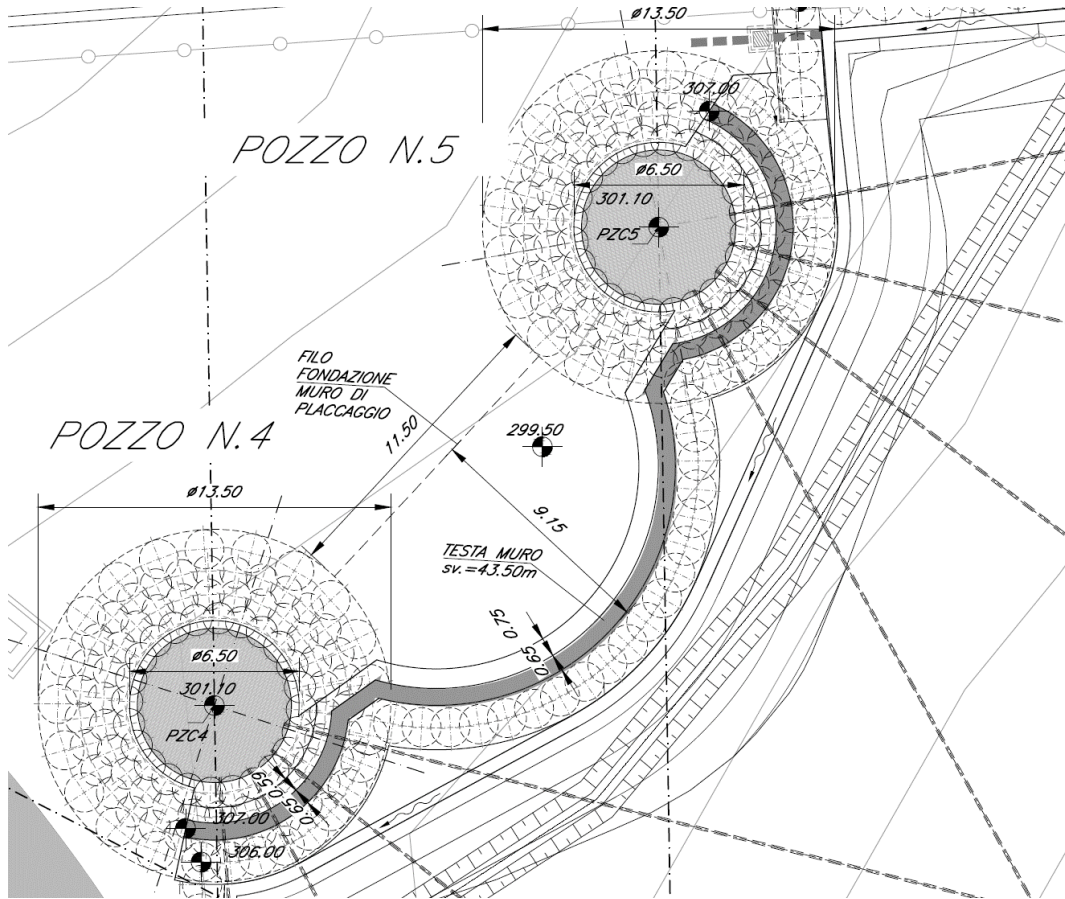 ø13.50
307.00
POZZO N.5
ø6.50
301.10
PZC5
FILO
FONDAZIONE
MURO DI
PLACCAGGIO
11.50
299.50
POZZO N.4
ø13.50
9.15
TESTA MURO
sv.=43.50m
0.75
0.65
ø6.50
301.10
PZC4
0.59
0.65
307.00
306.00